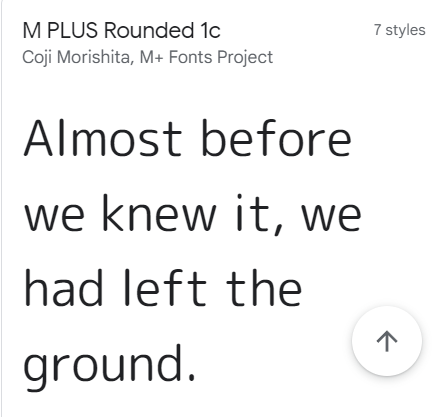 M PLUS Rounded 1c
7 styles
Coji Morishita, M+ Fonts Project
Almost before
we knew it, we
had left the
ground.